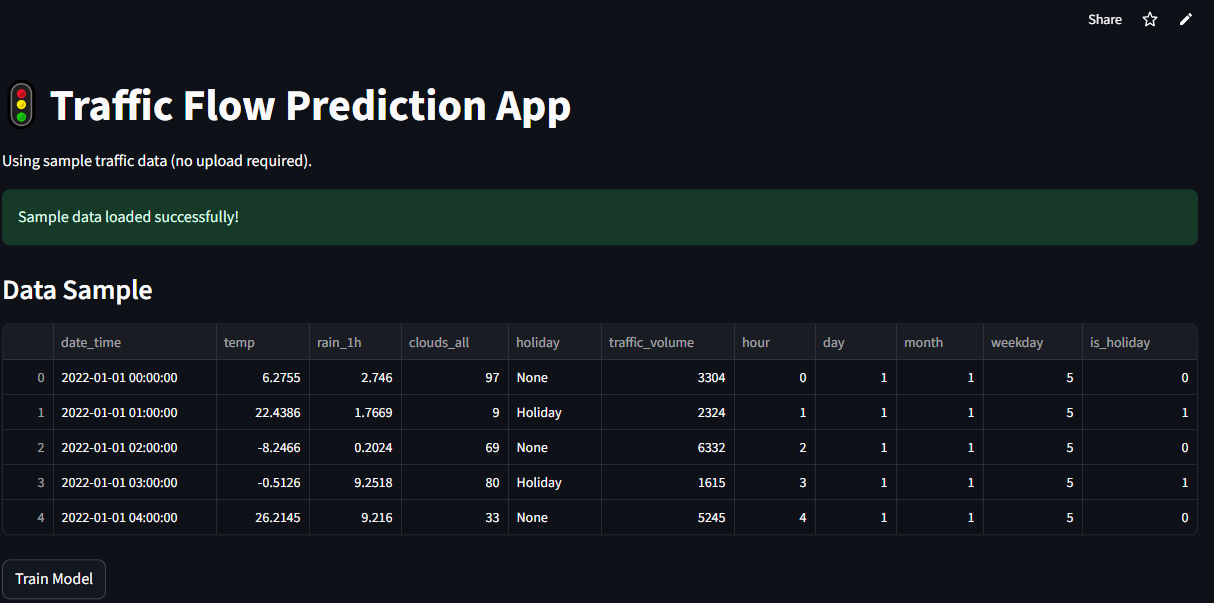 Share
Traffic Flow Prediction App
Using sample traffic data (no upload required).
Sample data loaded successfully!
Data Sample
date_time temp rain_1h clouds_all holiday traffic_volume hour day month weekday is_holiday
0 2022-01-01 00:00:00 6.2755 2.746 97 None 3304 0 1 1 5 0
1 2022-01-01 01:00:00 22.4386 1.7669 9 Holiday 2324 1 1 1 5 1
2 2022-01-01 02:00:00 -8.2466 0.2024 69 None 6332 2 1 1 5 0
3 2022-01-01 03:00:00 -0.5126 9.2518 80 Holiday 1615 3 1 1 5 1
4 2022-01-01 04:00:00 26.2145 9.216 33 None 5245 4 1 1 5 0
Train Model